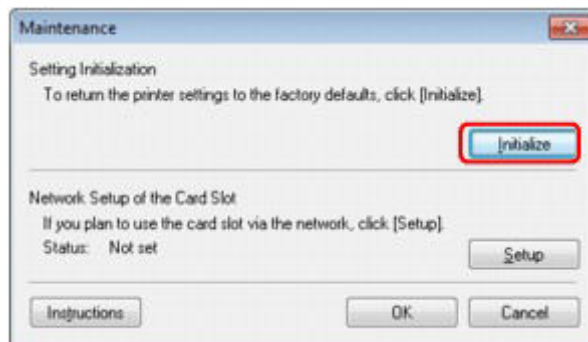 Maintenance
Setting Initialization
To return the printer settings to the factory defaults, click [Initialize].
Initialize
Network Setup of the Card Slot
If you plan to use the card slot via the network, click [Setup].
Status: Not set
Setup
Instructions OK Cancel